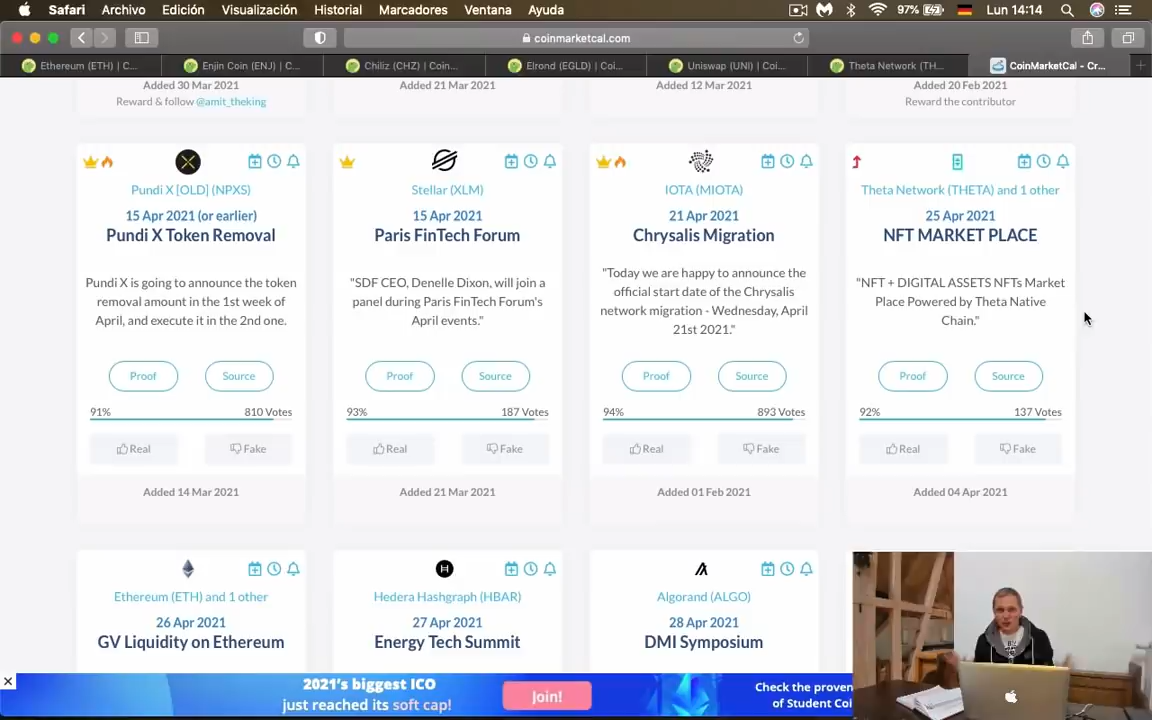 Safari Archivo Edición Visualización Historial Marcadores Ventana Ayuda 97% Lun 14:14
coinmarketcal.com
Ethereum (ETH) | C... Enjin Coin (ENJ) | C... Chiliz (CHZ) | Coin... Elrond (EGLD) | Coi... Uniswap (UNI) | Coi... Theta Network (TH... CoinMarketCal - Cr...
Added 30 Mar 2021 Added 21 Mar 2021 Added 12 Mar 2021 Added 20 Feb 2021
Reward & follow @amit_theking Reward the contributor
Pundi X [OLD] (NPXS)
15 Apr 2021 (or earlier)
Pundi X Token Removal
Pundi X is going to announce the token
removal amount in the 1st week of
April, and execute it in the 2nd one.
Proof Source
91% 810 Votes
Real Fake
Added 14 Mar 2021
Stellar (XLM)
15 Apr 2021
Paris FinTech Forum
"SDF CEO, Denelle Dixon, will join a
panel during Paris FinTech Forum's
April events."
Proof Source
93% 187 Votes
Real Fake
Added 21 Mar 2021
IOTA (MIOTA)
21 Apr 2021
Chrysalis Migration
"Today we are happy to announce the
official start date of the Chrysalis
network migration - Wednesday, April
21st 2021."
Proof Source
94% 893 Votes
Real Fake
Added 01 Feb 2021
Theta Network (THETA) and 1 other
25 Apr 2021
NFT MARKET PLACE
"NFT + DIGITAL ASSETS NFTs Market
Place Powered by Theta Native
Chain."
Proof Source
92% 137 Votes
Real Fake
Added 04 Apr 2021
Ethereum (ETH) and 1 other
26 Apr 2021
GV Liquidity on Ethereum
Hedera Hashgraph (HBAR)
27 Apr 2021
Energy Tech Summit
Algorand (ALGO)
28 Apr 2021
DMI Symposium
2021's biggest ICO
just reached its soft cap!
Join!
Check the proven
of Student Coi